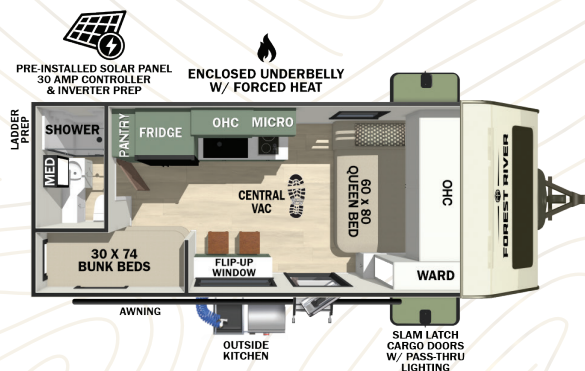 PRE-INSTALLED SOLAR PANEL
30 AMP CONTROLLER
& INVERTER PREP
ENCLOSED UNDERBELLY
W/ FORCED HEAT
LADDER
PREP
SHOWER
MED
PANTRY
FRIDGE
OHC
MICRO
CENTRAL
VAC
60 X 80
QUEEN BED
OHC
FOREST RIVER
30 X 74
BUNK BEDS
FLIP-UP
WINDOW
WARD
AWNING
OUTSIDE
KITCHEN
SLAM LATCH
CARGO DOORS
W/ PASS-THRU
LIGHTING